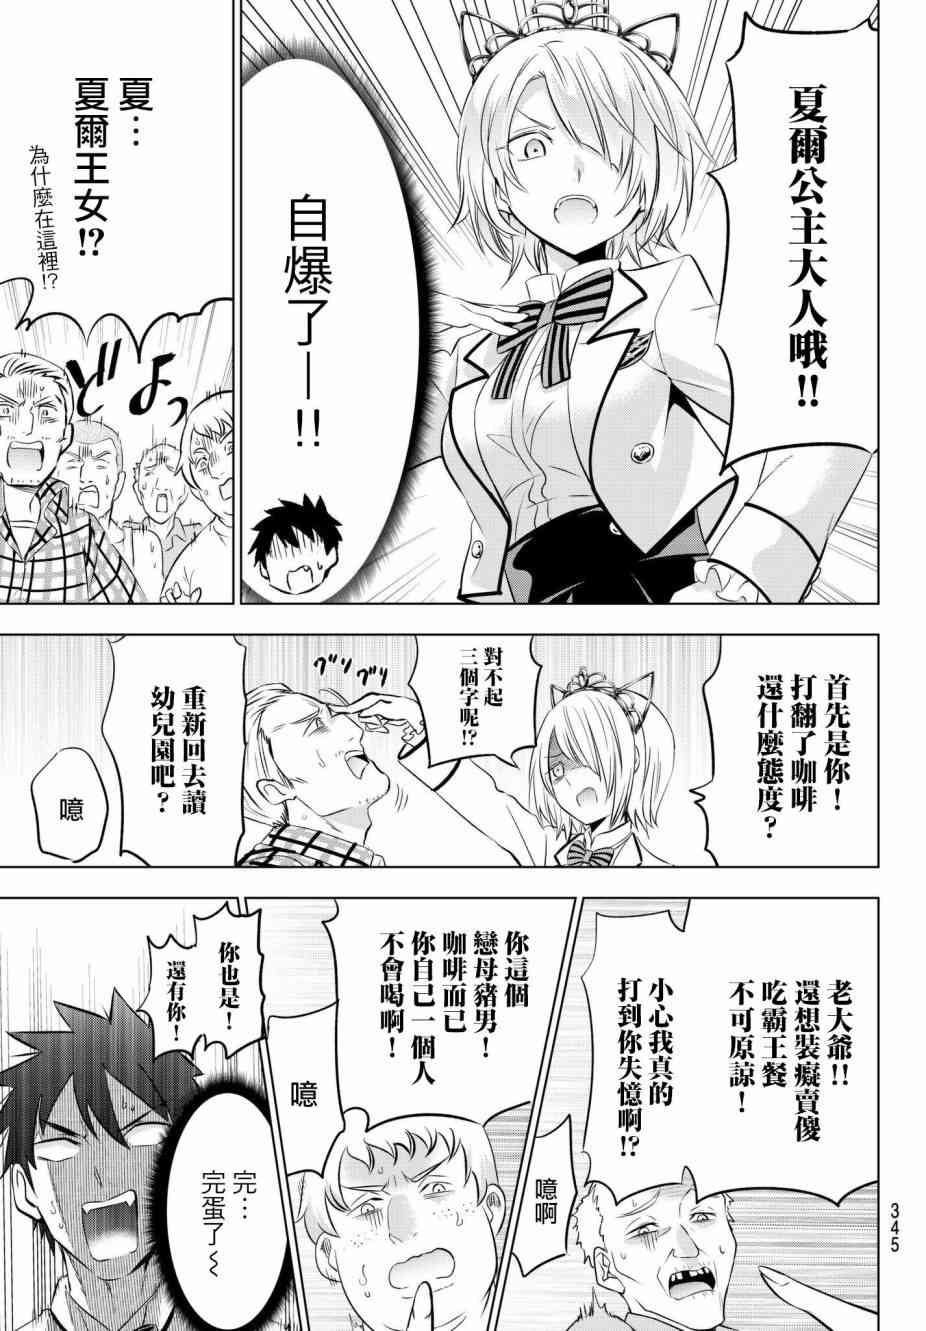 夏爾公主大人哦!!
自爆了—!!
夏…
夏爾王女!?
為什麼在這裡!?
どよっ
首先是你！
打翻了咖啡
還什麼態度？
對不起
三個字呢!?
グリ
グリ
重新回去讀
幼兒園吧？
噫
老大爺!!
還想裝癡賣傻
吃霸王餐
不可原諒！
小心我真的
打到你失憶啊!?
噫啊
你這個
戀母豬男！
咖啡而已
你自己一個人
不會喝啊！
噫
你也是！
還有你！
完…
完蛋了～
345